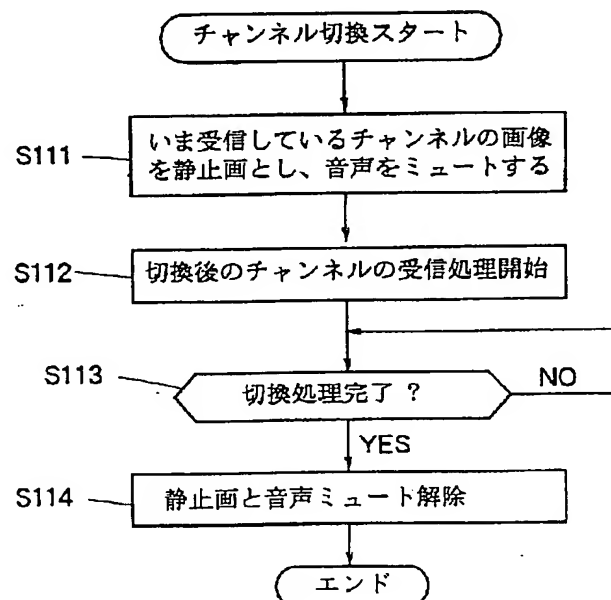 チャンネル切換スタート
S111
いま受信しているチャンネルの画像
を静止画とし、音声をミュートする
S112
切換後のチャンネルの受信処理開始
S113
切換処理完了 ?
NO
YES
S114
静止画と音声ミュート解除
エンド